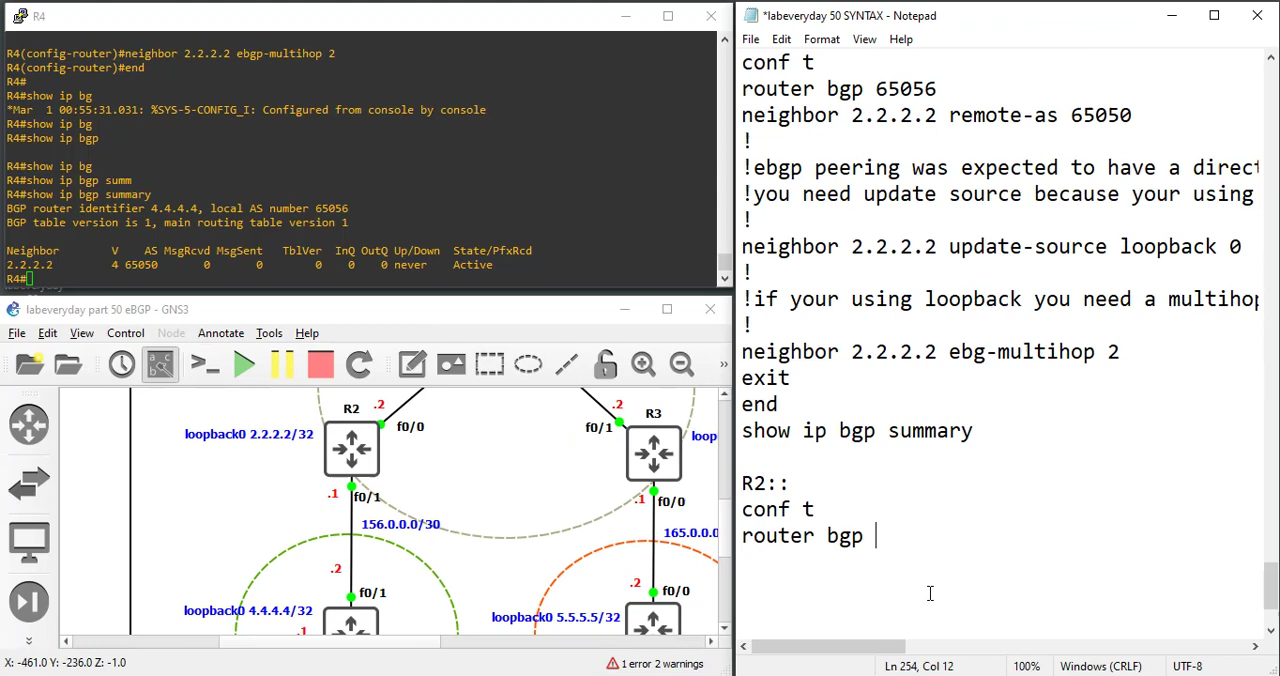 R4
R4(config-router)#neighbor 2.2.2.2 ebgp-multihop 2
R4(config-router)#end
R4#
R4#show ip bg
*Mar  1 00:55:31.031: %SYS-5-CONFIG_I: Configured from console by console
R4#show ip bg
R4#show ip bgp
R4#show ip bg
R4#show ip bgp summ
R4#show ip bgp summary
BGP router identifier 4.4.4.4, local AS number 65056
BGP table version is 1, main routing table version 1
Neighbor V AS MsgRcvd MsgSent TblVer InQ OutQ Up/Down State/PfxRcd
2.2.2.2 4 65050 0 0 0 0 0 never Active
R4#
labeveryday part 50 eBGP - GNS3
File Edit View Control Node Annotate Tools Help
R2
.2
loopback0 2.2.2.2/32
f0/0
.1
f0/1
156.0.0.0/30
.2
f0/1
loopback0 4.4.4.4/32
.1
.2
R3
f0/1
loop
.1
f0/0
165.0.0.0
.2
f0/0
loopback0 5.5.5.5/32
X: -461.0 Y: -236.0 Z: -1.0
1 error 2 warnings
*labeveryday 50 SYNTAX - Notepad
File Edit Format View Help
conf t
router bgp 65056
neighbor 2.2.2.2 remote-as 65050
!
!ebgp peering was expected to have a direct
!you need update source because your using
!
neighbor 2.2.2.2 update-source loopback 0
!
!if your using loopback you need a multihop
!
neighbor 2.2.2.2 ebg-multihop 2
exit
end
show ip bgp summary
R2::
conf t
router bgp
Ln 254, Col 12
100%
Windows (CRLF)
UTF-8